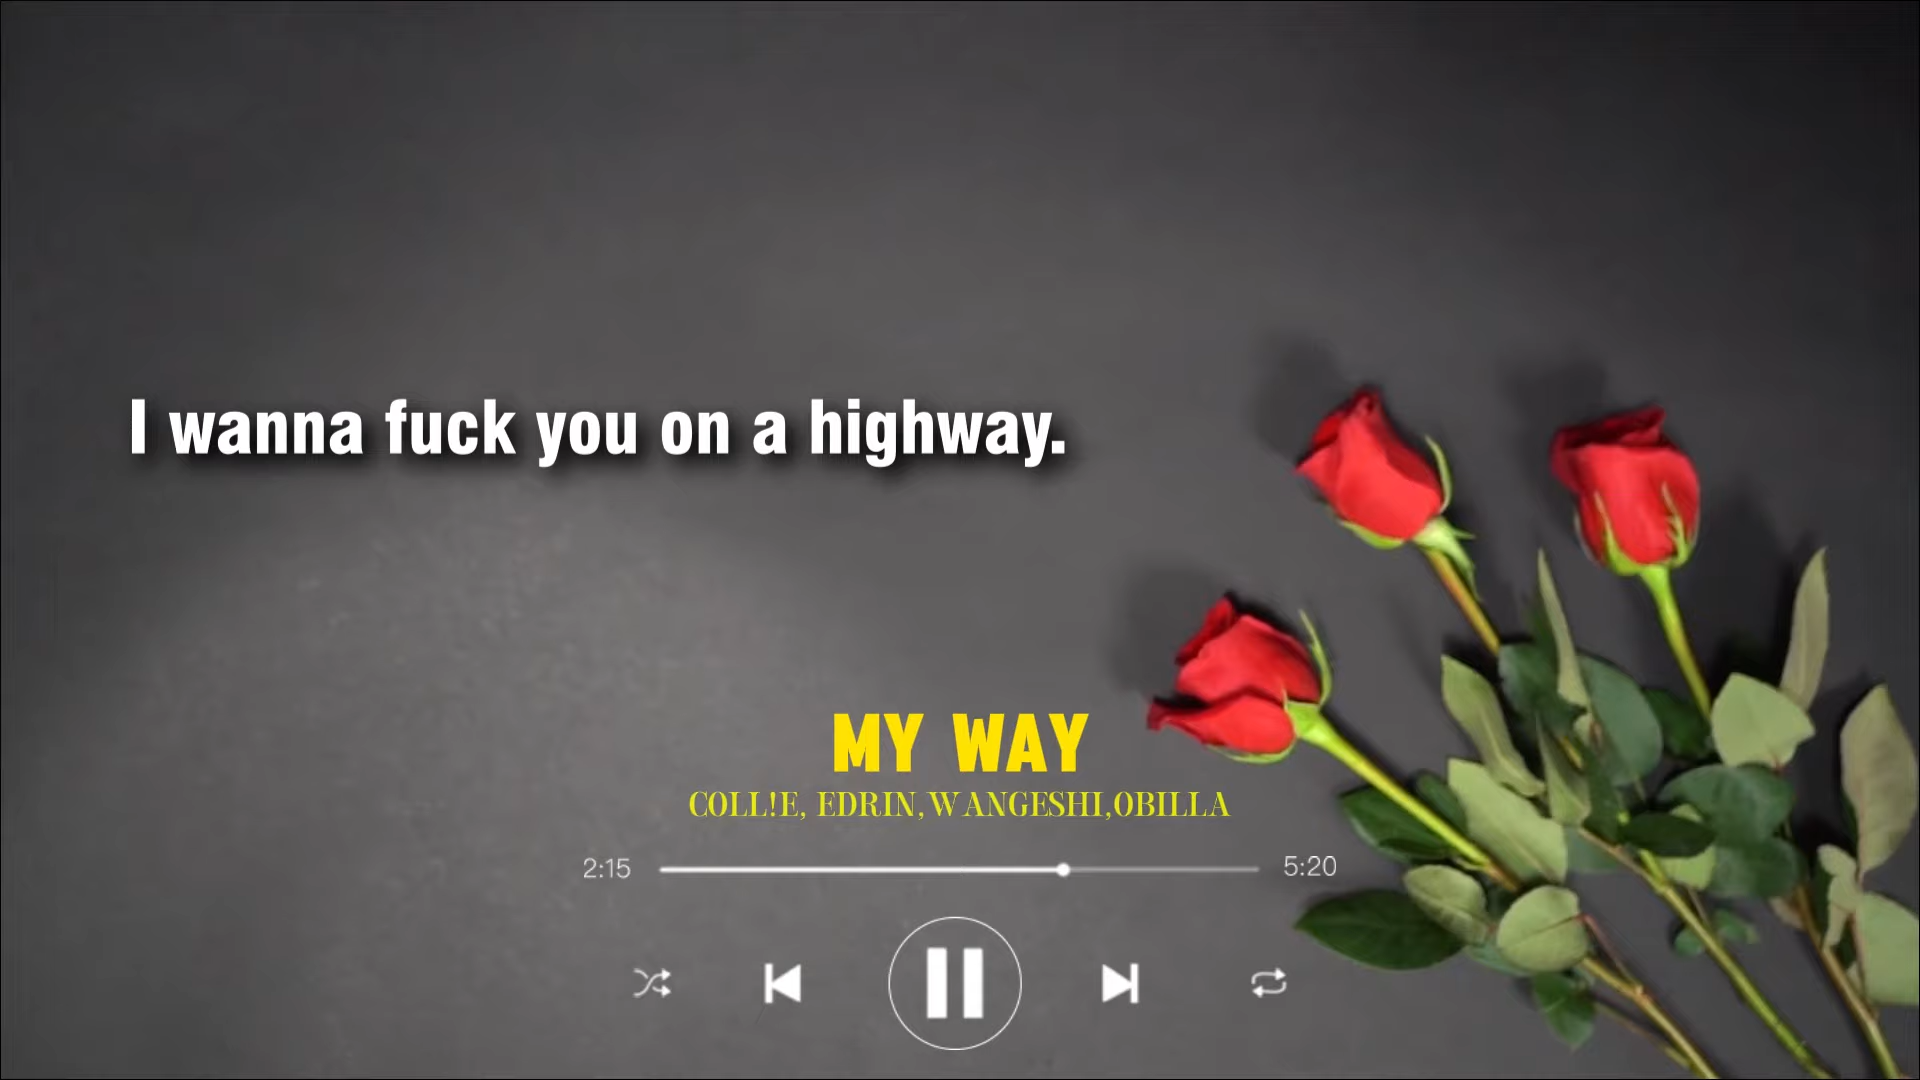 I wanna fuck you on a highway.
MY WAY
COLL!E, EDRIN,WANGESHI,OBILLA
2:15 5:20